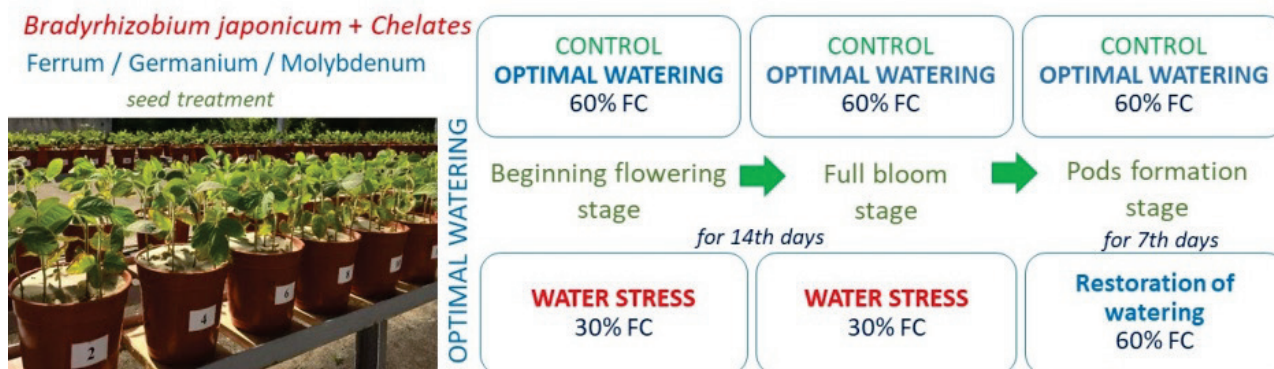 Bradyrhizobium japonicum + Chelates
Ferrum / Germanium / Molybdenum
seed treatment
2
4
6
8
OPTIMAL WATERING
CONTROL
OPTIMAL WATERING
60% FC
CONTROL
OPTIMAL WATERING
60% FC
CONTROL
OPTIMAL WATERING
60% FC
Beginning flowering
stage
Full bloom
stage
Pods formation
stage
for 14th days
for 7th days
WATER STRESS
30% FC
WATER STRESS
30% FC
Restoration of
watering
60% FC